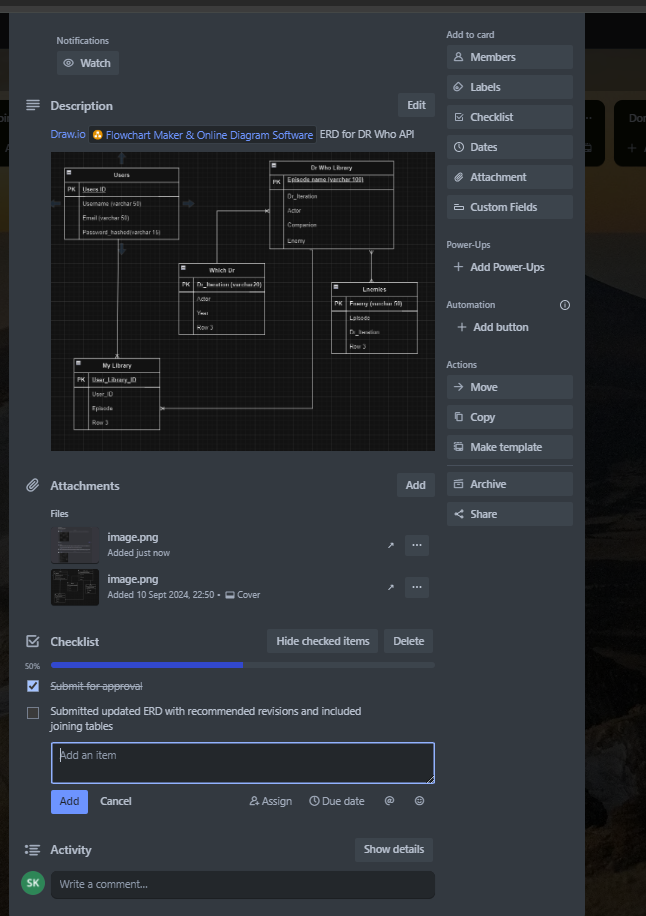 Notifications
Watch
Description
Edit
Draw.io Flowchart Maker & Online Diagram Software ERD for DR Who API
Users
PK Users ID
Username (varchar 50)
Email (varchar 50)
Password_hashed(varchar 15)
Dr Who Library
PK Episode name (varchar 100)
Dr_Iteration
Actor
Companion
Enemy
Which Dr
PK Dr_Iteration (varchar20)
Actor
Year
Row 3
Enemies
PK Enemy (varchar 50)
Episode
Dr_Iteration
Row 3
My Library
PK User_Library_ID
User_ID
Episode
Row 3
Attachments
Add
Files
image.png
Added just now
image.png
Added 10 Sept 2024, 22:50 • Cover
Checklist
Hide checked items
Delete
50%
Submit for approval
Submitted updated ERD with recommended revisions and included
joining tables
Add an item
Add
Cancel
Assign
Due date
Activity
Show details
SK
Write a comment...
Add to card
Members
Labels
Checklist
Dates
Attachment
Custom Fields
Power-Ups
Add Power-Ups
Automation
Add button
Actions
Move
Copy
Make template
Archive
Share